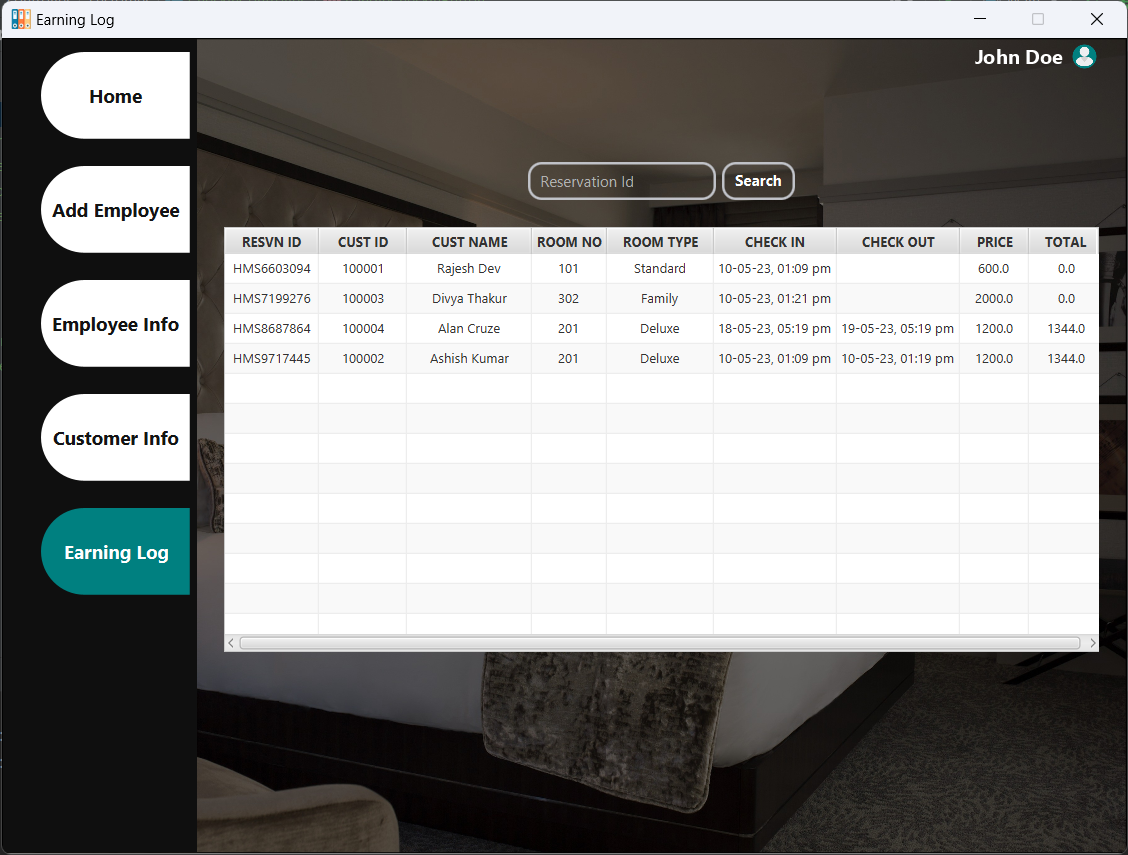 Earning Log
John Doe
Home
Add Employee
Employee Info
Customer Info
Earning Log
Reservation Id Search
RESVN ID CUST ID CUST NAME ROOM NO ROOM TYPE CHECK IN CHECK OUT PRICE TOTAL
HMS6603094 100001 Rajesh Dev 101 Standard 10-05-23, 01:09 pm 600.0 0.0
HMS7199276 100003 Divya Thakur 302 Family 10-05-23, 01:21 pm 2000.0 0.0
HMS8687864 100004 Alan Cruze 201 Deluxe 18-05-23, 05:19 pm 19-05-23, 05:19 pm 1200.0 1344.0
HMS9717445 100002 Ashish Kumar 201 Deluxe 10-05-23, 01:09 pm 10-05-23, 01:19 pm 1200.0 1344.0